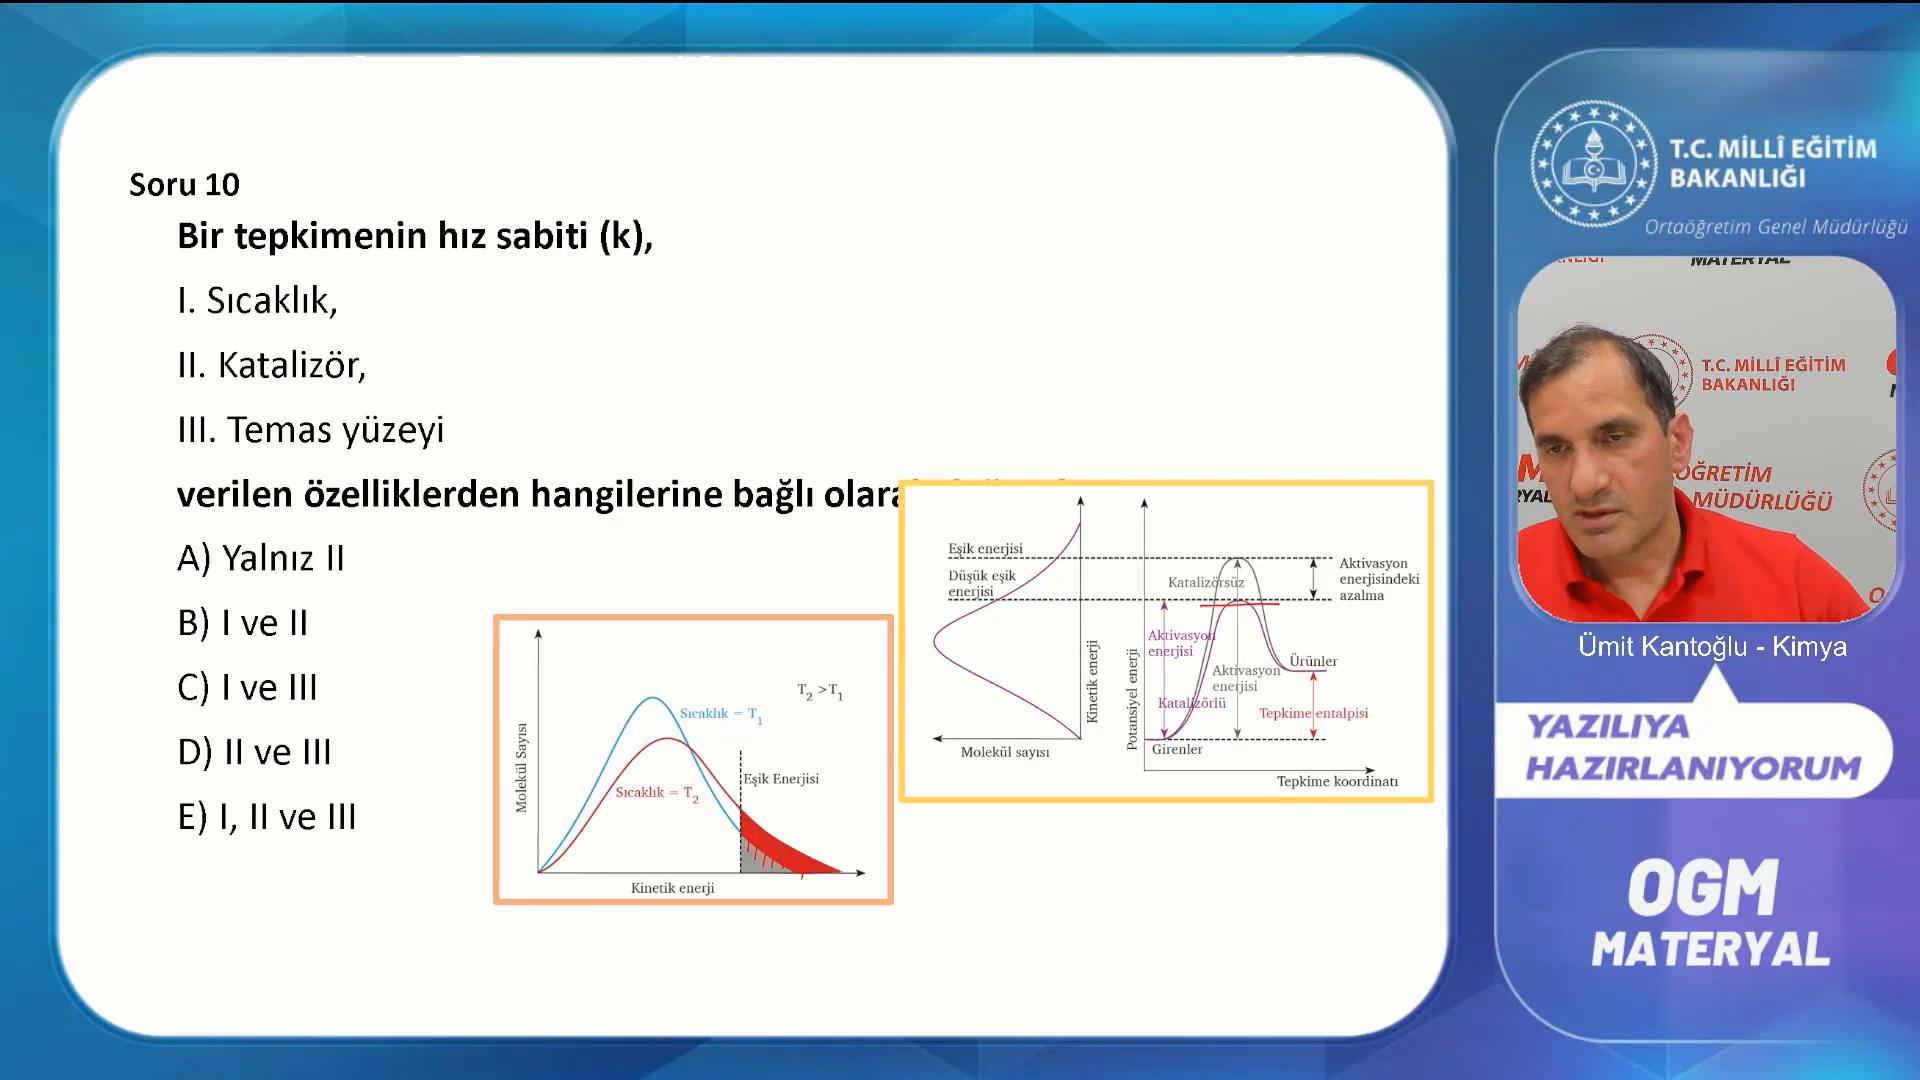 Soru 10
Bir tepkimenin hız sabiti (k),
I. Sıcaklık,
II. Katalizör,
III. Temas yüzeyi
verilen özelliklerden hangilerine bağlı
A) Yalnız II
B) I ve II
C) I ve III
D) II ve III
E) I, II ve III
Molekül Sayısı
T2 >T1
Sıcaklık = T1
Sıcaklık = T2
Eşik Enerjisi
Kinetik enerji
Eşik enerjisi
Düşük eşik
enerjisi
Kinetik enerji
Molekül sayısı
Potansiyel enerji
Katalizörsüz
Aktivasyon
enerjisindeki
azalma
Aktivasyon
enerjisi
Aktivasyon
enerjisi
Katalizörlü
Ürünler
Tepkime entalpisi
Girenler
Tepkime koordinatı
T.C. MİLLÎ EĞİTİM
BAKANLIĞI
Ortaöğretim Genel Müdürlüğü
MATERYAL
T.C. MİLLÎ EĞİTİM
BAKANLIĞI
ÖĞRETİM
MÜDÜRLÜĞÜ
Ümit Kantoğlu - Kimya
YAZILIYA
HAZIRLANIYORUM
OGM
MATERYAL